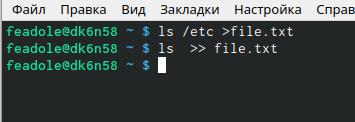 Файл Правка Вид Закладки Настройка Справ
feadole@dk6n58 ~ $ ls /etc >file.txt
feadole@dk6n58 ~ $ ls  >> file.txt
feadole@dk6n58 ~ $